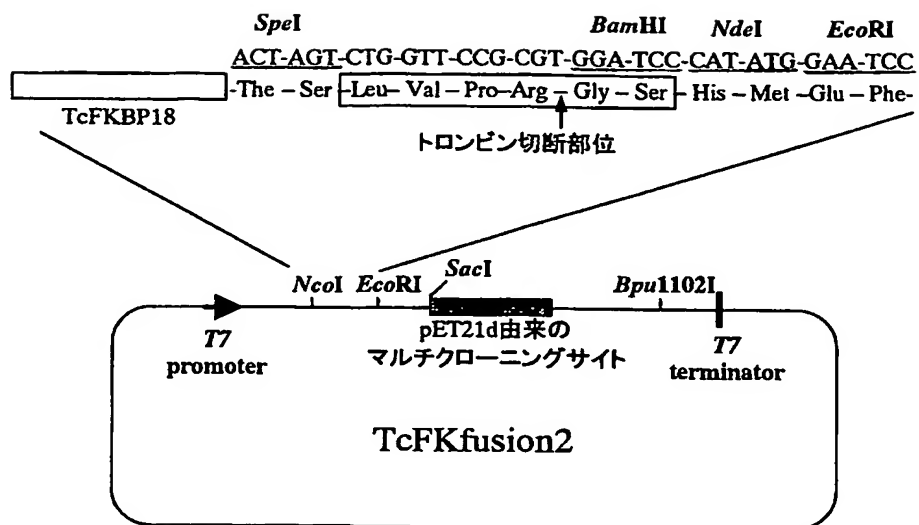 SpeI BamHI NdeI EcoRI
ACT-AGT-CTG-GTT-CCG-CGT-GGA-TCC-CAT-ATG-GAA-TCC
-The-Ser-Leu-Val-Pro-Arg-Gly-Ser-His-Met-Glu-Phe-
TcFKBP18
トロンビン切断部位
NcoI EcoRI SacI Bpu1102I
T7
promoter
pET21d由来の
マルチクローニングサイト
T7
terminator
TcFKfusion2